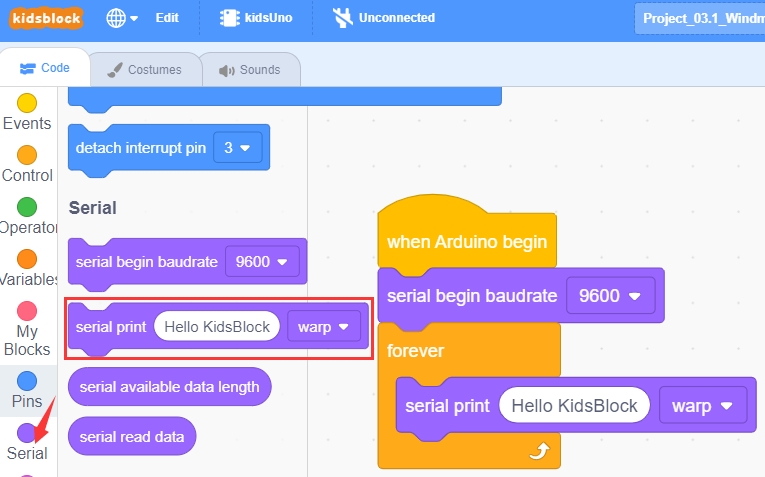 kidsblock
Edit
kidsUno
Unconnected
Project_03.1_Windm
Code
Costumes
Sounds
Events
Control
Operator
Variables
My
Blocks
Pins
Serial
detach interrupt pin 3
Serial
serial begin baudrate 9600
serial print Hello KidsBlock warp
serial available data length
serial read data
when Arduino begin
serial begin baudrate 9600
forever
serial print Hello KidsBlock warp